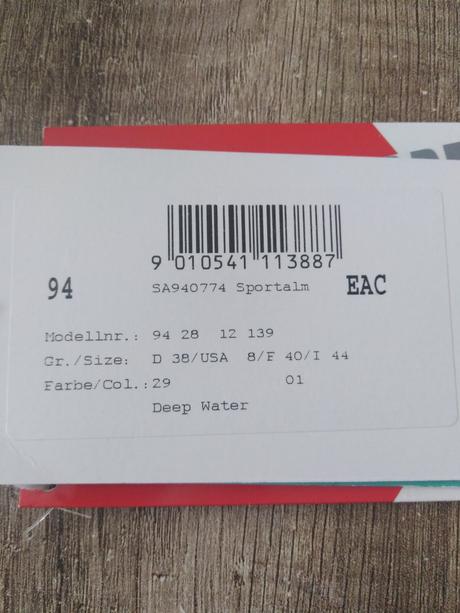 9 010541 113887
94 SA940774 Sportalm EAC
Modellnr.: 94 28 12 139
Gr./Size: D 38/USA 8/F 40/I 44
Farbe/Col.: 29 01
Deep Water